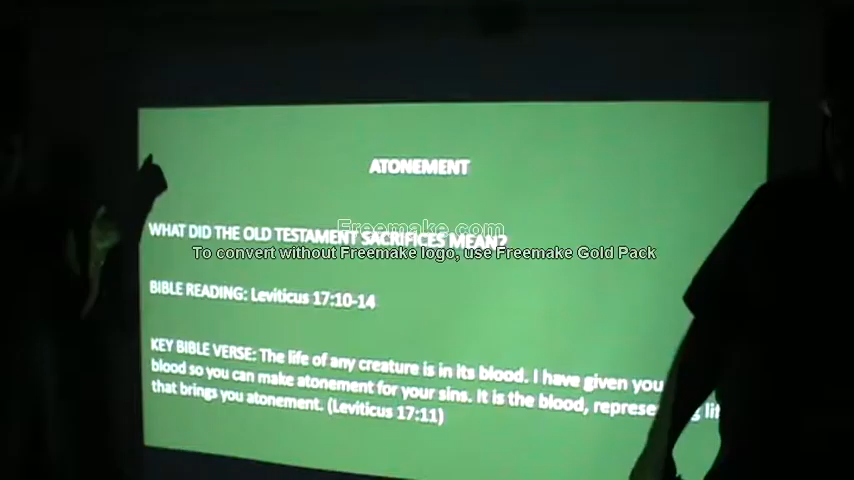 ATONEMENT
Freemake.com
WHAT DID THE OLD TESTAMENT SACRIFICES MEAN?
To convert without Freemake logo, use Freemake Gold Pack
BIBLE READING: Leviticus 17:10-14
KEY BIBLE VERSE: The life of any creature is in its blood. I have given you
blood so you can make atonement for your sins. It is the blood,
that brings you atonement. (Leviticus 17:11)